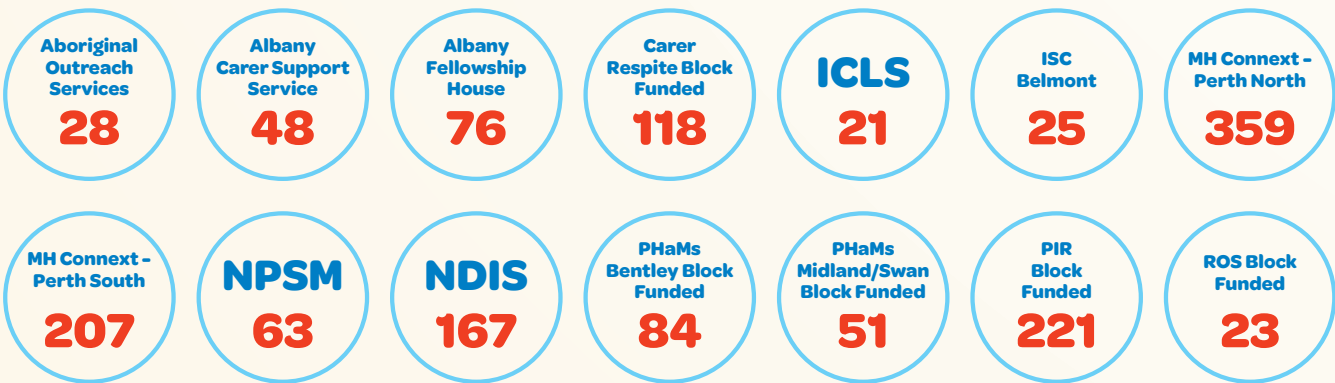 Aboriginal
Outreach
Services
28
Albany
Carer Support
Service
48
Albany
Fellowship
House
76
Carer
Respite Block
Funded
118
ICLS
21
ISC
Belmont
25
MH Connext -
Perth North
359
MH Connext -
Perth South
207
NPSM
63
NDIS
167
PHaMs
Bentley Block
Funded
84
PHaMs
Midland/Swan
Block Funded
51
PIR
Block
Funded
221
ROS Block
Funded
23